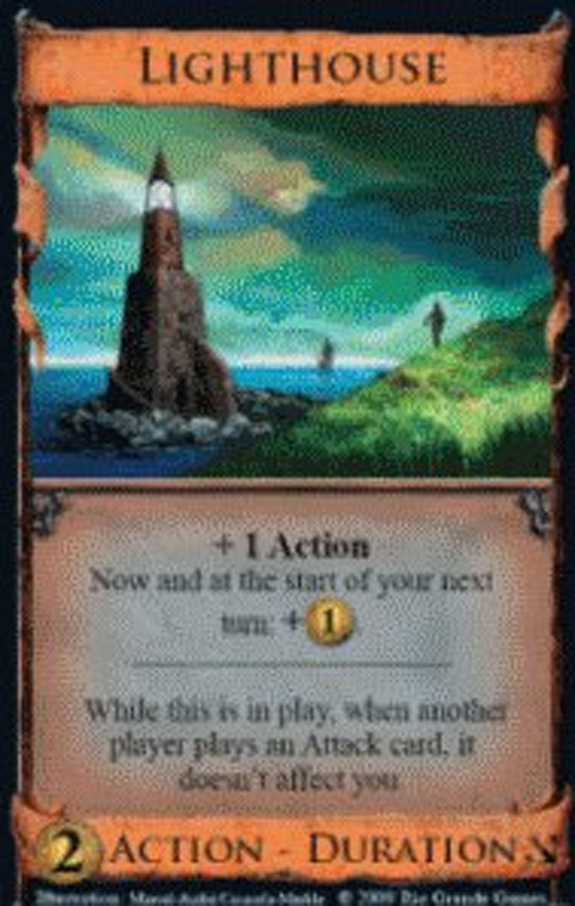 LIGHTHOUSE
+ 1 Action
Now and at the start of your next
turn: + 1
While this is in play, when another
player plays an Attack card, it
doesn't affect you
2 ACTION - DURATION
© 2009 Rio Grande Games